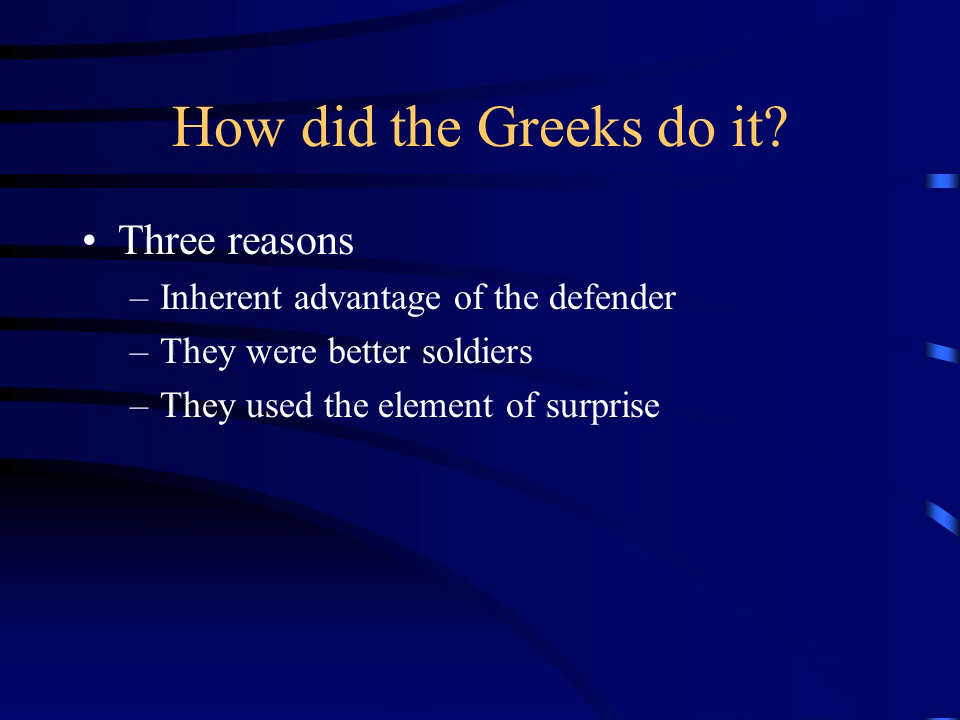 How did the Greeks do it?
• Three reasons
– Inherent advantage of the defender
– They were better soldiers
– They used the element of surprise